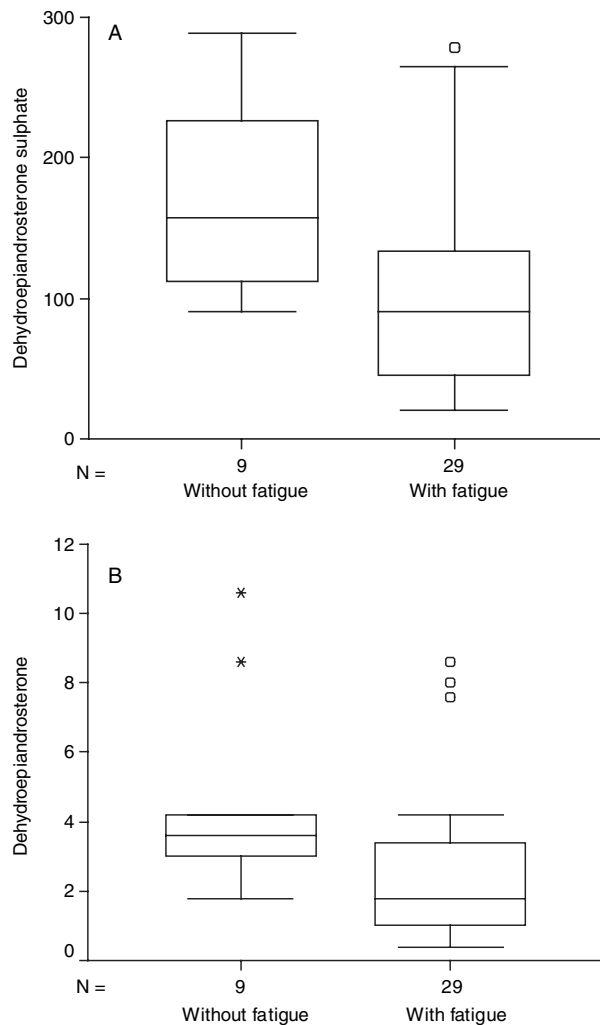 A
Dehydroepiandrosterone sulphate
300
200
100
0
N =
9
29
Without fatigue
With fatigue
B
Dehydroepiandrosterone
12
10
8
6
4
2
0
N =
9
29
Without fatigue
With fatigue